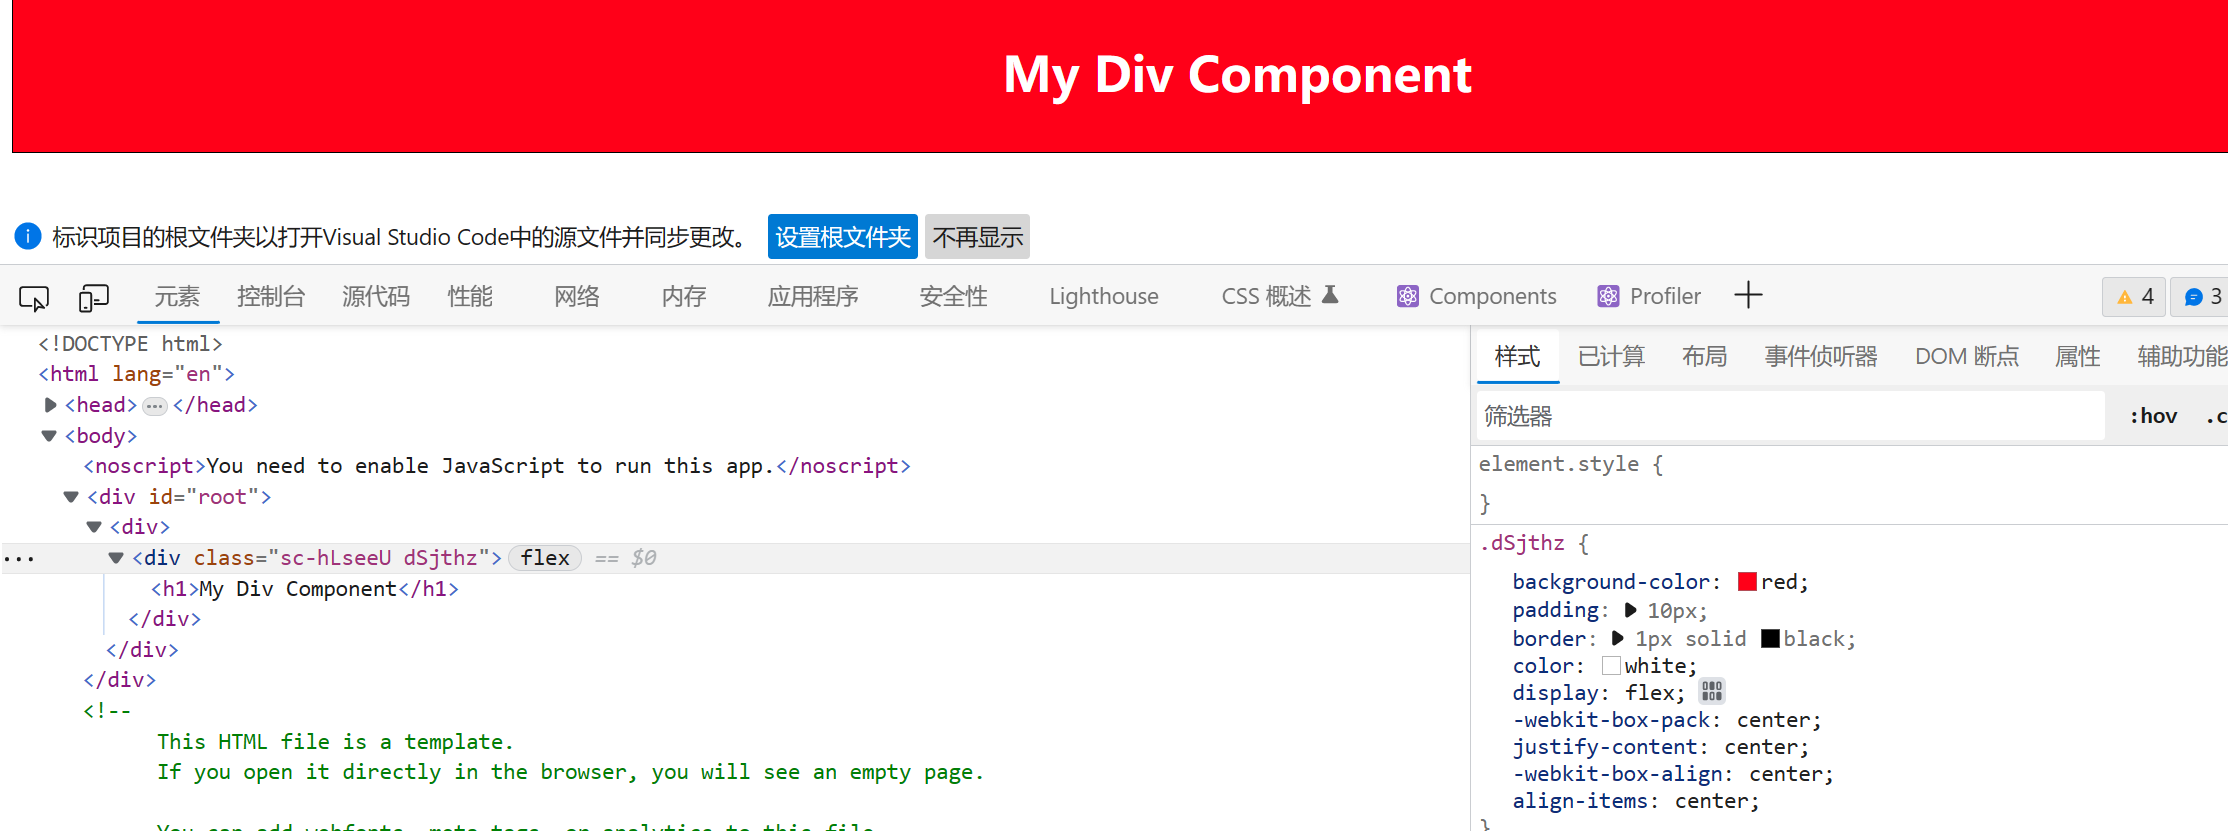 My Div Component
标识项目的根文件夹以打开Visual Studio Code中的源文件并同步更改。 设置根文件夹 不再显示
元素 控制台 源代码 性能 网络 内存 应用程序 安全性 Lighthouse CSS 概述 Components Profiler 4 3
<!DOCTYPE html>
<html lang="en">
<head> ··· </head>
<body>
<noscript>You need to enable JavaScript to run this app.</noscript>
<div id="root">
<div>
··· <div class="sc-hLseeU dSjthz"> flex == $0
<h1>My Div Component</h1>
</div>
</div>
</div>
<!--
This HTML file is a template.
If you open it directly in the browser, you will see an empty page.
样式 已计算 布局 事件侦听器 DOM 断点 属性 辅助功能
筛选器 :hov .c
element.style {
}
.dSjthz {
background-color: red;
padding: 10px;
border: 1px solid black;
color: white;
display: flex;
-webkit-box-pack: center;
justify-content: center;
-webkit-box-align: center;
align-items: center;
}